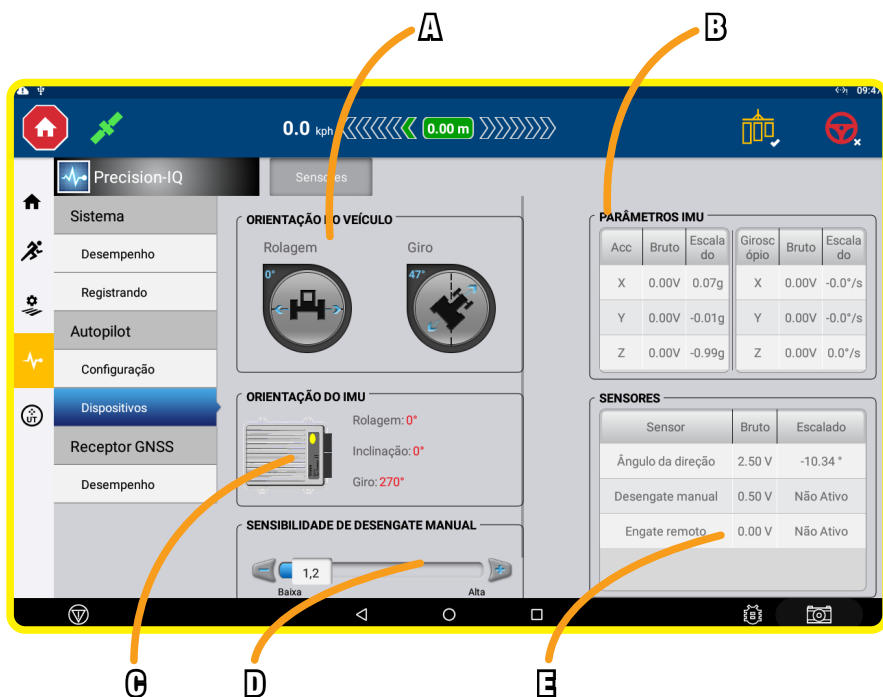 A
B
09:47
0.0 kph
0.00 m
Precision-IQ
Sensores
Sistema
Desempenho
Registrando
Autopilot
Configuração
Dispositivos
Receptor GNSS
Desempenho
UT
ORIENTAÇÃO DO VEÍCULO
Rolagem
Giro
0°
47°
ORIENTAÇÃO DO IMU
Rolagem: 0°
Inclinação: 0°
Giro: 270°
SENSIBILIDADE DE DESENGATE MANUAL
1,2
Baixa
Alta
PARÂMETROS IMU
Acc Bruto Escala do Girosc ópio Bruto Escala do
X 0.00V 0.07g X 0.00V -0.0°/s
Y 0.00V -0.01g Y 0.00V -0.0°/s
Z 0.00V -0.99g Z 0.00V 0.0°/s
SENSORES
Sensor Bruto Escalado
Ângulo da direção 2.50 V -10.34 °
Desengate manual 0.50 V Não Ativo
Engate remoto 0.00 V Não Ativo
C
D
E